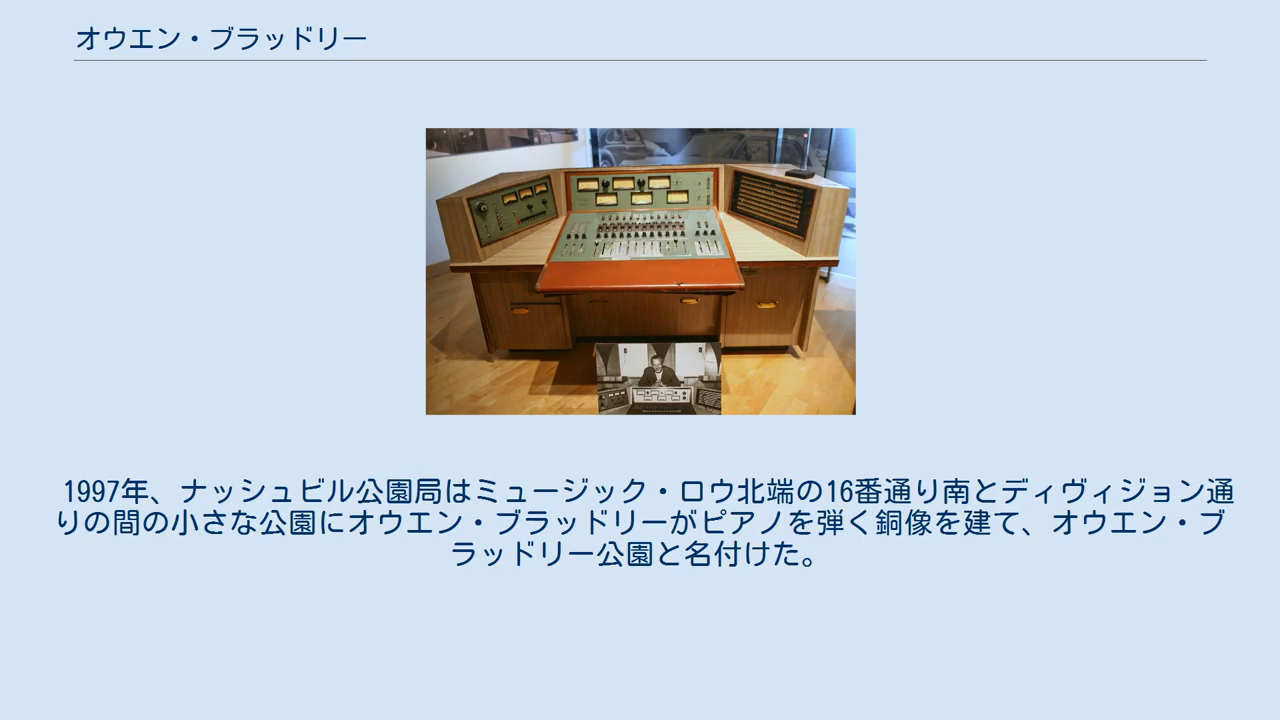 オウエン・ブラッドリー
1997年、ナッシュビル公園局はミュージック・ロウ北端の16番通り南とディヴィジョン通
りの間の小さな公園にオウエン・ブラッドリーがピアノを弾く銅像を建て、オウエン・ブ
ラッドリー公園と名付けた。